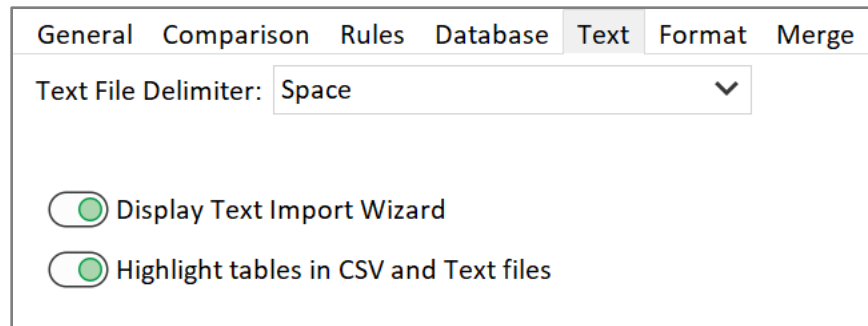 General Comparison Rules Database Text Format Merge
Text File Delimiter: Space
Display Text Import Wizard
Highlight tables in CSV and Text files